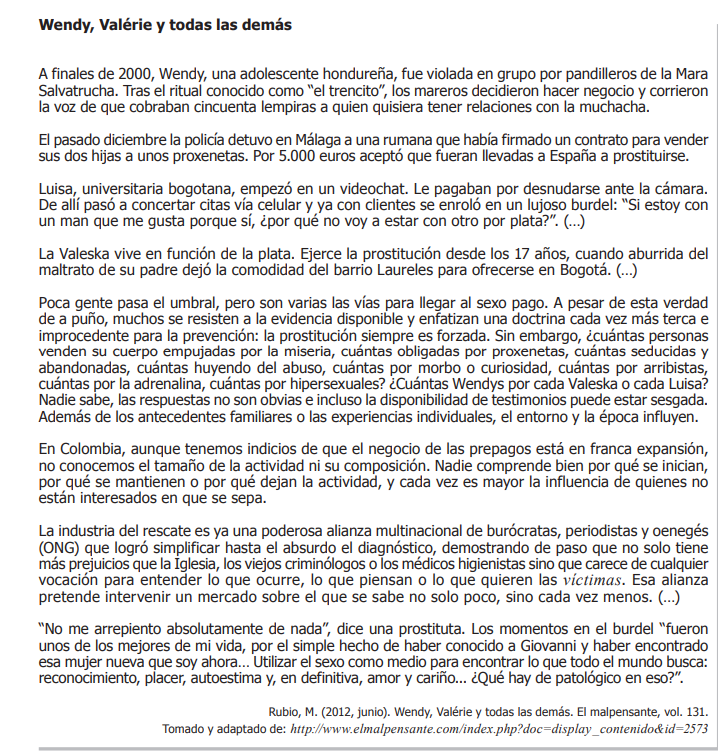 Wendy, Valérie y todas las demás
A finales de 2000, Wendy, una adolescente hondureña, fue violada en grupo por pandilleros de la Mara
Salvatrucha. Tras el ritual conocido como “el trencito”, los mareros decidieron hacer negocio y corrieron
la voz de que cobraban cincuenta lempiras a quien quisiera tener relaciones con la muchacha.
El pasado diciembre la policía detuvo en Málaga a una rumana que había firmado un contrato para vender
sus dos hijas a unos proxenetas. Por 5.000 euros aceptó que fueran llevadas a España a prostituirse.
Luisa, universitaria bogotana, empezó en un videochat. Le pagaban por desnudarse ante la cámara.
De allí pasó a concertar citas vía celular y ya con clientes se enroló en un lujoso burdel: “Si estoy con
un man que me gusta porque sí, ¿por qué no voy a estar con otro por plata?”. (…)
La Valeska vive en función de la plata. Ejerce la prostitución desde los 17 años, cuando aburrida del
maltrato de su padre dejó la comodidad del barrio Laureles para ofrecerse en Bogotá. (…)
Poca gente pasa el umbral, pero son varias las vías para llegar al sexo pago. A pesar de esta verdad
de a puño, muchos se resisten a la evidencia disponible y enfatizan una doctrina cada vez más terca e
improcedente para la prevención: la prostitución siempre es forzada. Sin embargo, ¿cuántas personas
venden su cuerpo empujadas por la miseria, cuántas obligadas por proxenetas, cuántas seducidas y
abandonadas, cuántas huyendo del abuso, cuántas por morbo o curiosidad, cuántas por arribistas,
cuántas por la adrenalina, cuántas por hipersexuales? ¿Cuántas Wendys por cada Valeska o cada Luisa?
Nadie sabe, las respuestas no son obvias e incluso la disponibilidad de testimonios puede estar sesgada.
Además de los antecedentes familiares o las experiencias individuales, el entorno y la época influyen.
En Colombia, aunque tenemos indicios de que el negocio de las prepagos está en franca expansión,
no conocemos el tamaño de la actividad ni su composición. Nadie comprende bien por qué se inician,
por qué se mantienen o por qué dejan la actividad, y cada vez es mayor la influencia de quienes no
están interesados en que se sepa.
La industria del rescate es ya una poderosa alianza multinacional de burócratas, periodistas y oenegés
(ONG) que logró simplificar hasta el absurdo el diagnóstico, demostrando de paso que no solo tiene
más prejuicios que la Iglesia, los viejos criminólogos o los médicos higienistas sino que carece de cualquier
vocación para entender lo que ocurre, lo que piensan o lo que quieren las víctimas. Esa alianza
pretende intervenir un mercado sobre el que se sabe no solo poco, sino cada vez menos. (…)
“No me arrepiento absolutamente de nada”, dice una prostituta. Los momentos en el burdel “fueron
unos de los mejores de mi vida, por el simple hecho de haber conocido a Giovanni y haber encontrado
esa mujer nueva que soy ahora… Utilizar el sexo como medio para encontrar lo que todo el mundo busca:
reconocimiento, placer, autoestima y, en definitiva, amor y cariño... ¿Qué hay de patológico en eso?”.
Rubio, M. (2012, junio). Wendy, Valérie y todas las demás. El malpensante, vol. 131.
Tomado y adaptado de: http://www.elmalpensante.com/index.php?doc=display_contenido&id=2573